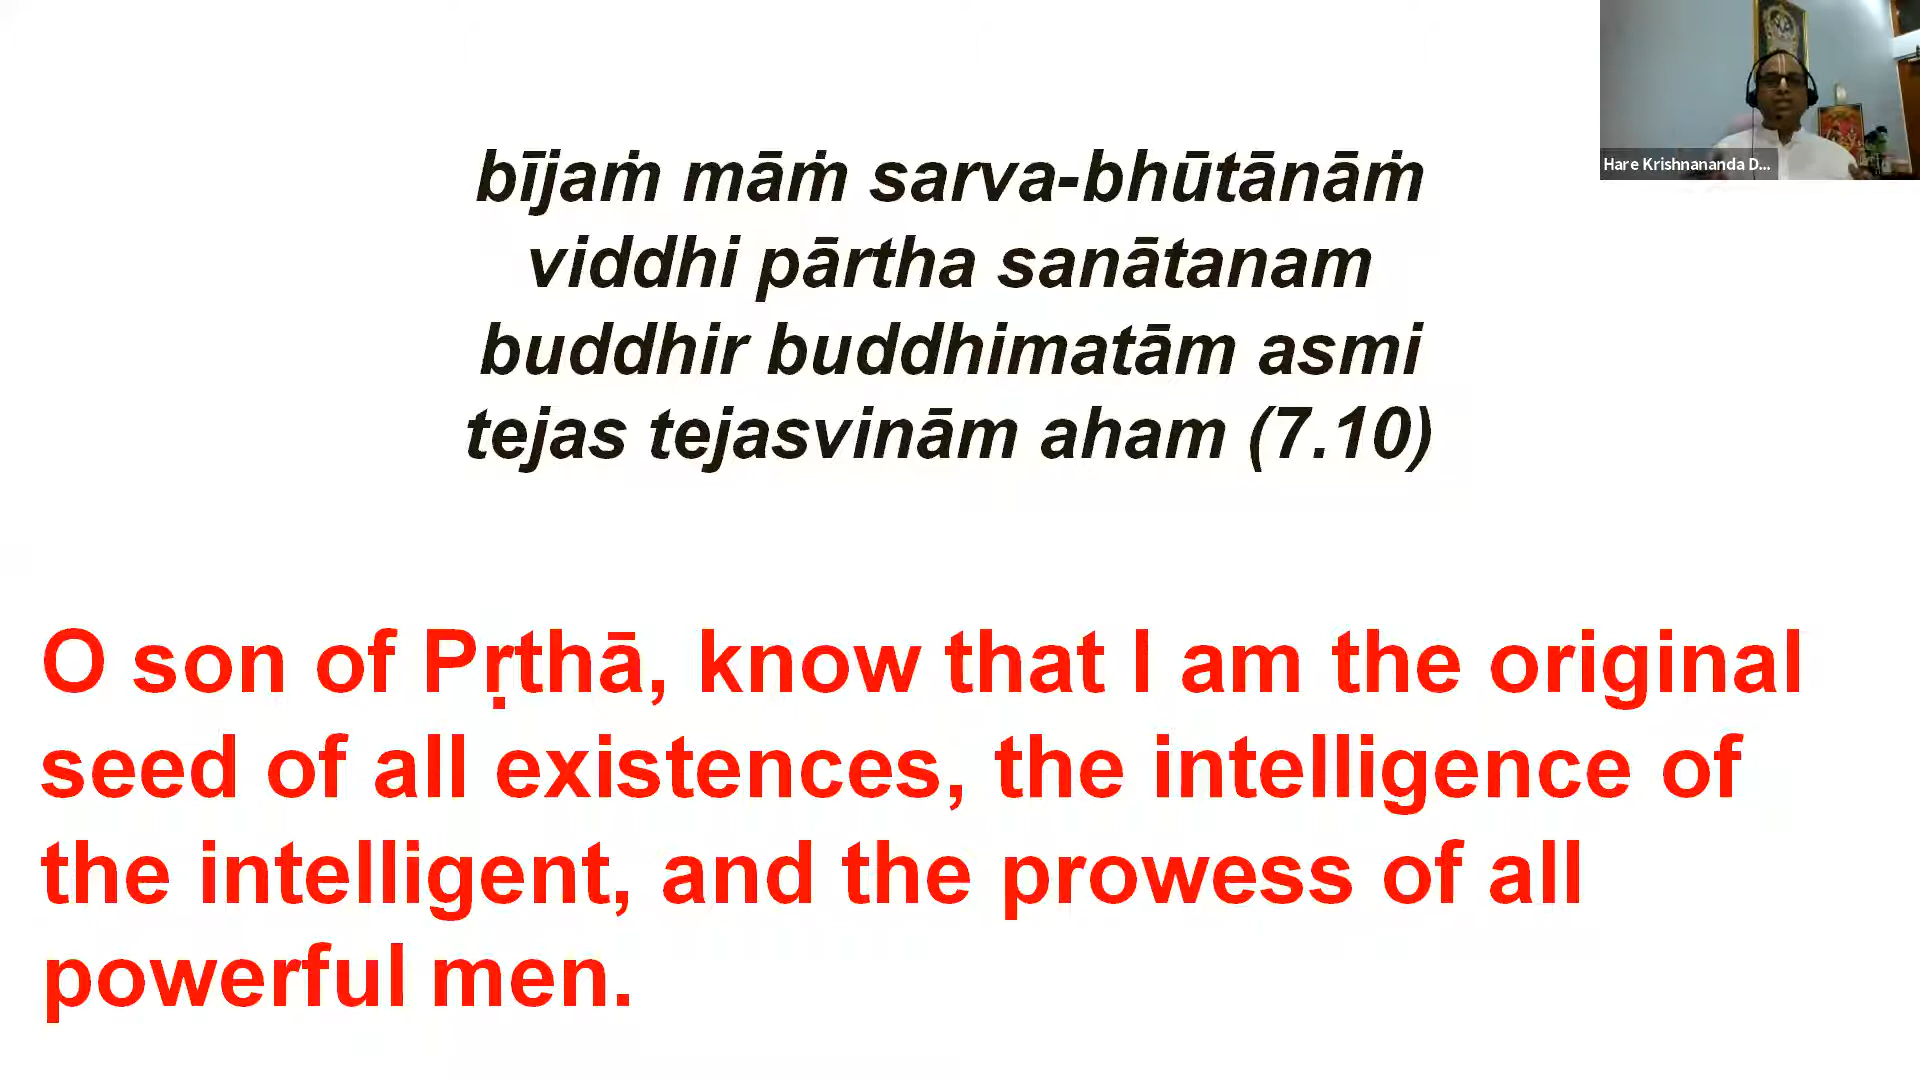 bījaṁ māṁ sarva-bhūtānāṁ
viddhi pārtha sanātanam
buddhir buddhimatām asmi
tejas tejasvinām aham (7.10)
Hare Krishnananda D...
O son of Pṛthā, know that I am the original
seed of all existences, the intelligence of
the intelligent, and the prowess of all
powerful men.